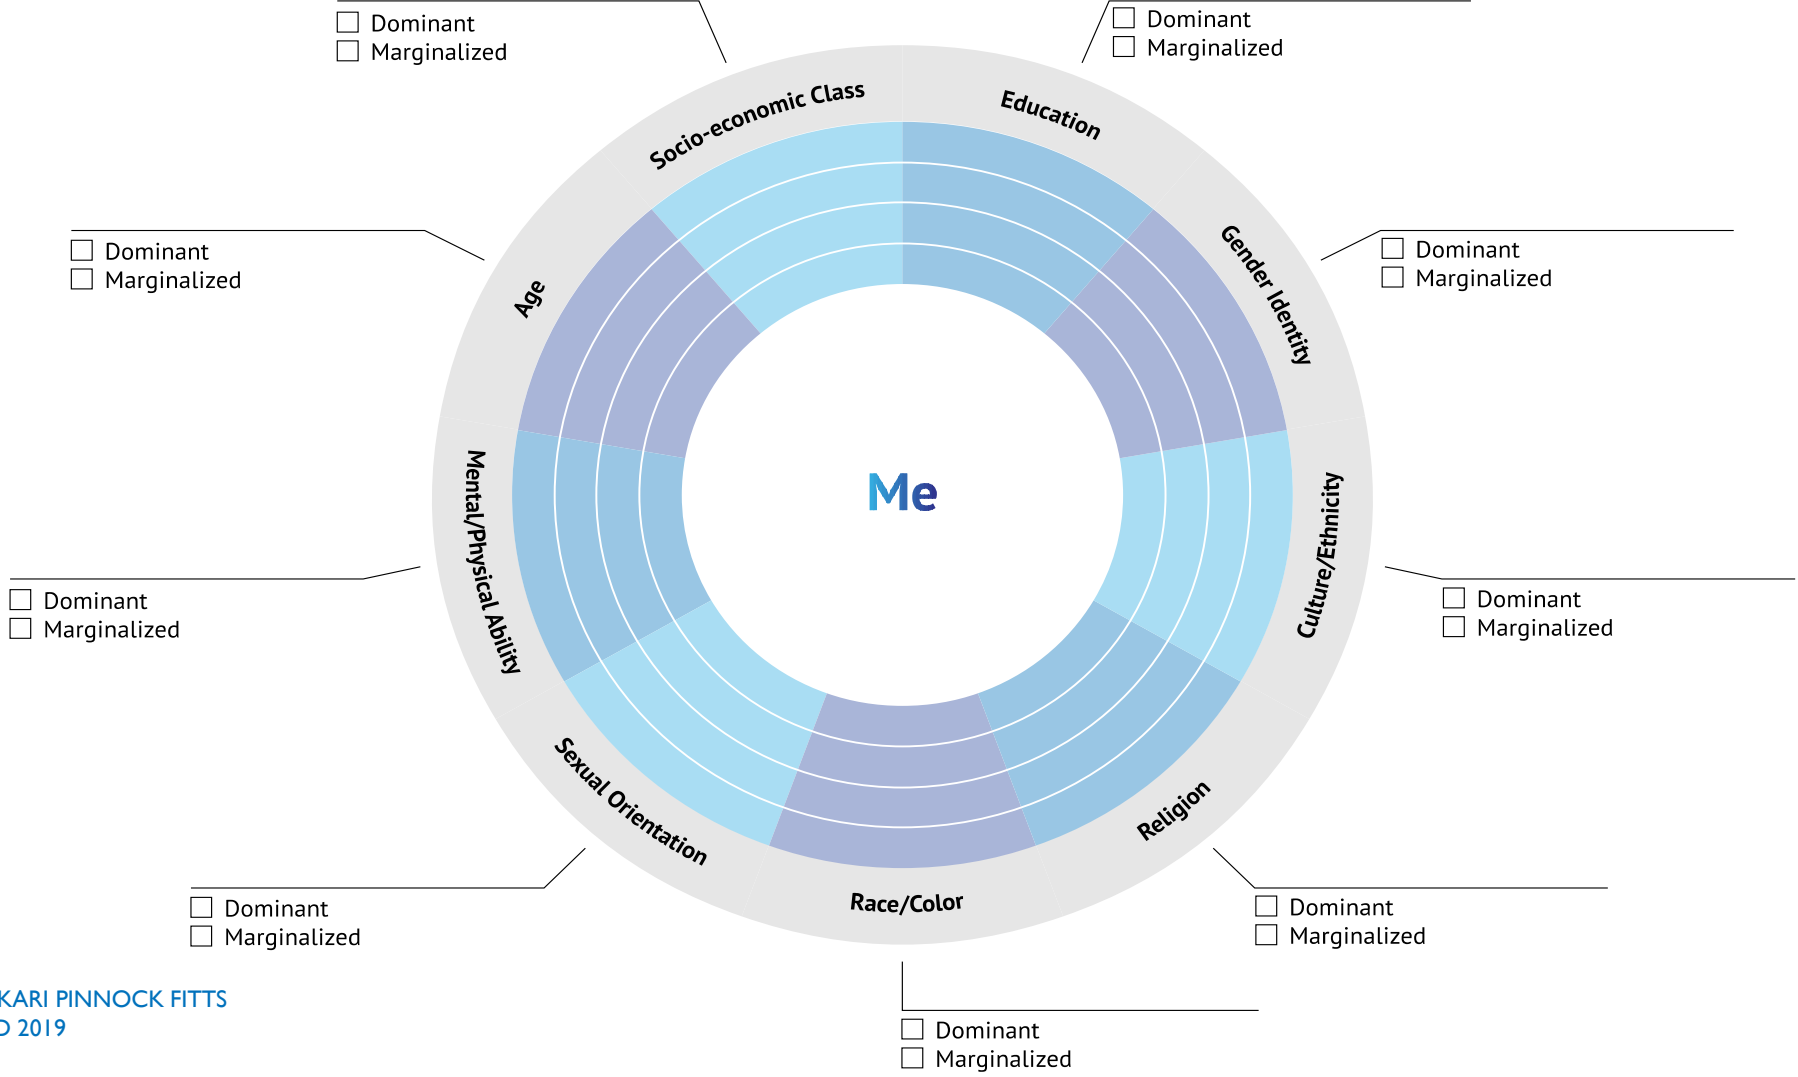 Dominant
Marginalized
Dominant
Marginalized
Socio-economic Class
Education
Dominant
Marginalized
Age
Gender Identity
Dominant
Marginalized
Me
Mental/Physical Ability
Culture/Ethnicity
Dominant
Marginalized
Dominant
Marginalized
Sexual Orientation
Religion
Race/Color
Dominant
Marginalized
Dominant
Marginalized
KARI PINNOCK FITTS
2019
Dominant
Marginalized